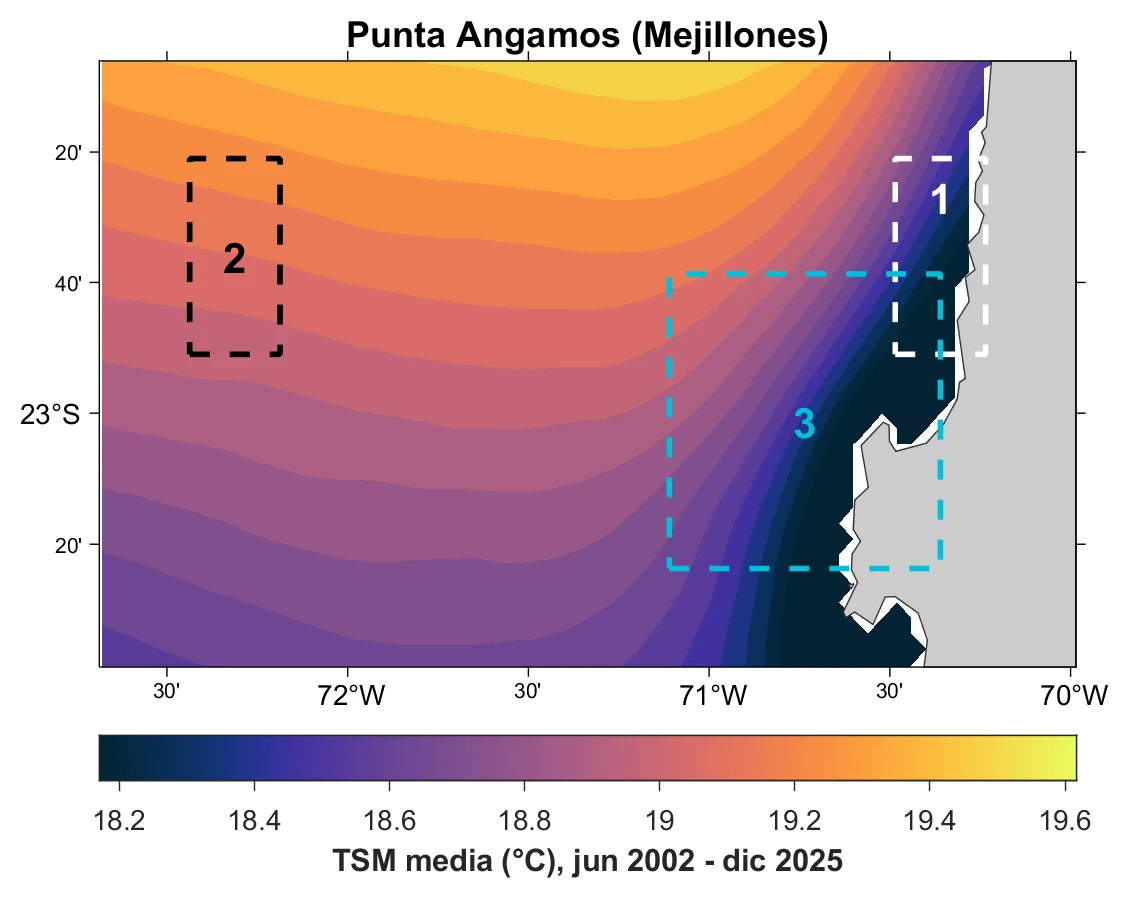 Punta Angamos (Mejillones)
20'
40'
23°S
20'
1
2
3
30'
72°W
30'
71°W
30'
70°W
18.2
18.4
18.6
18.8
19
19.2
19.4
19.6
TSM media (°C), jun 2002 - dic 2025